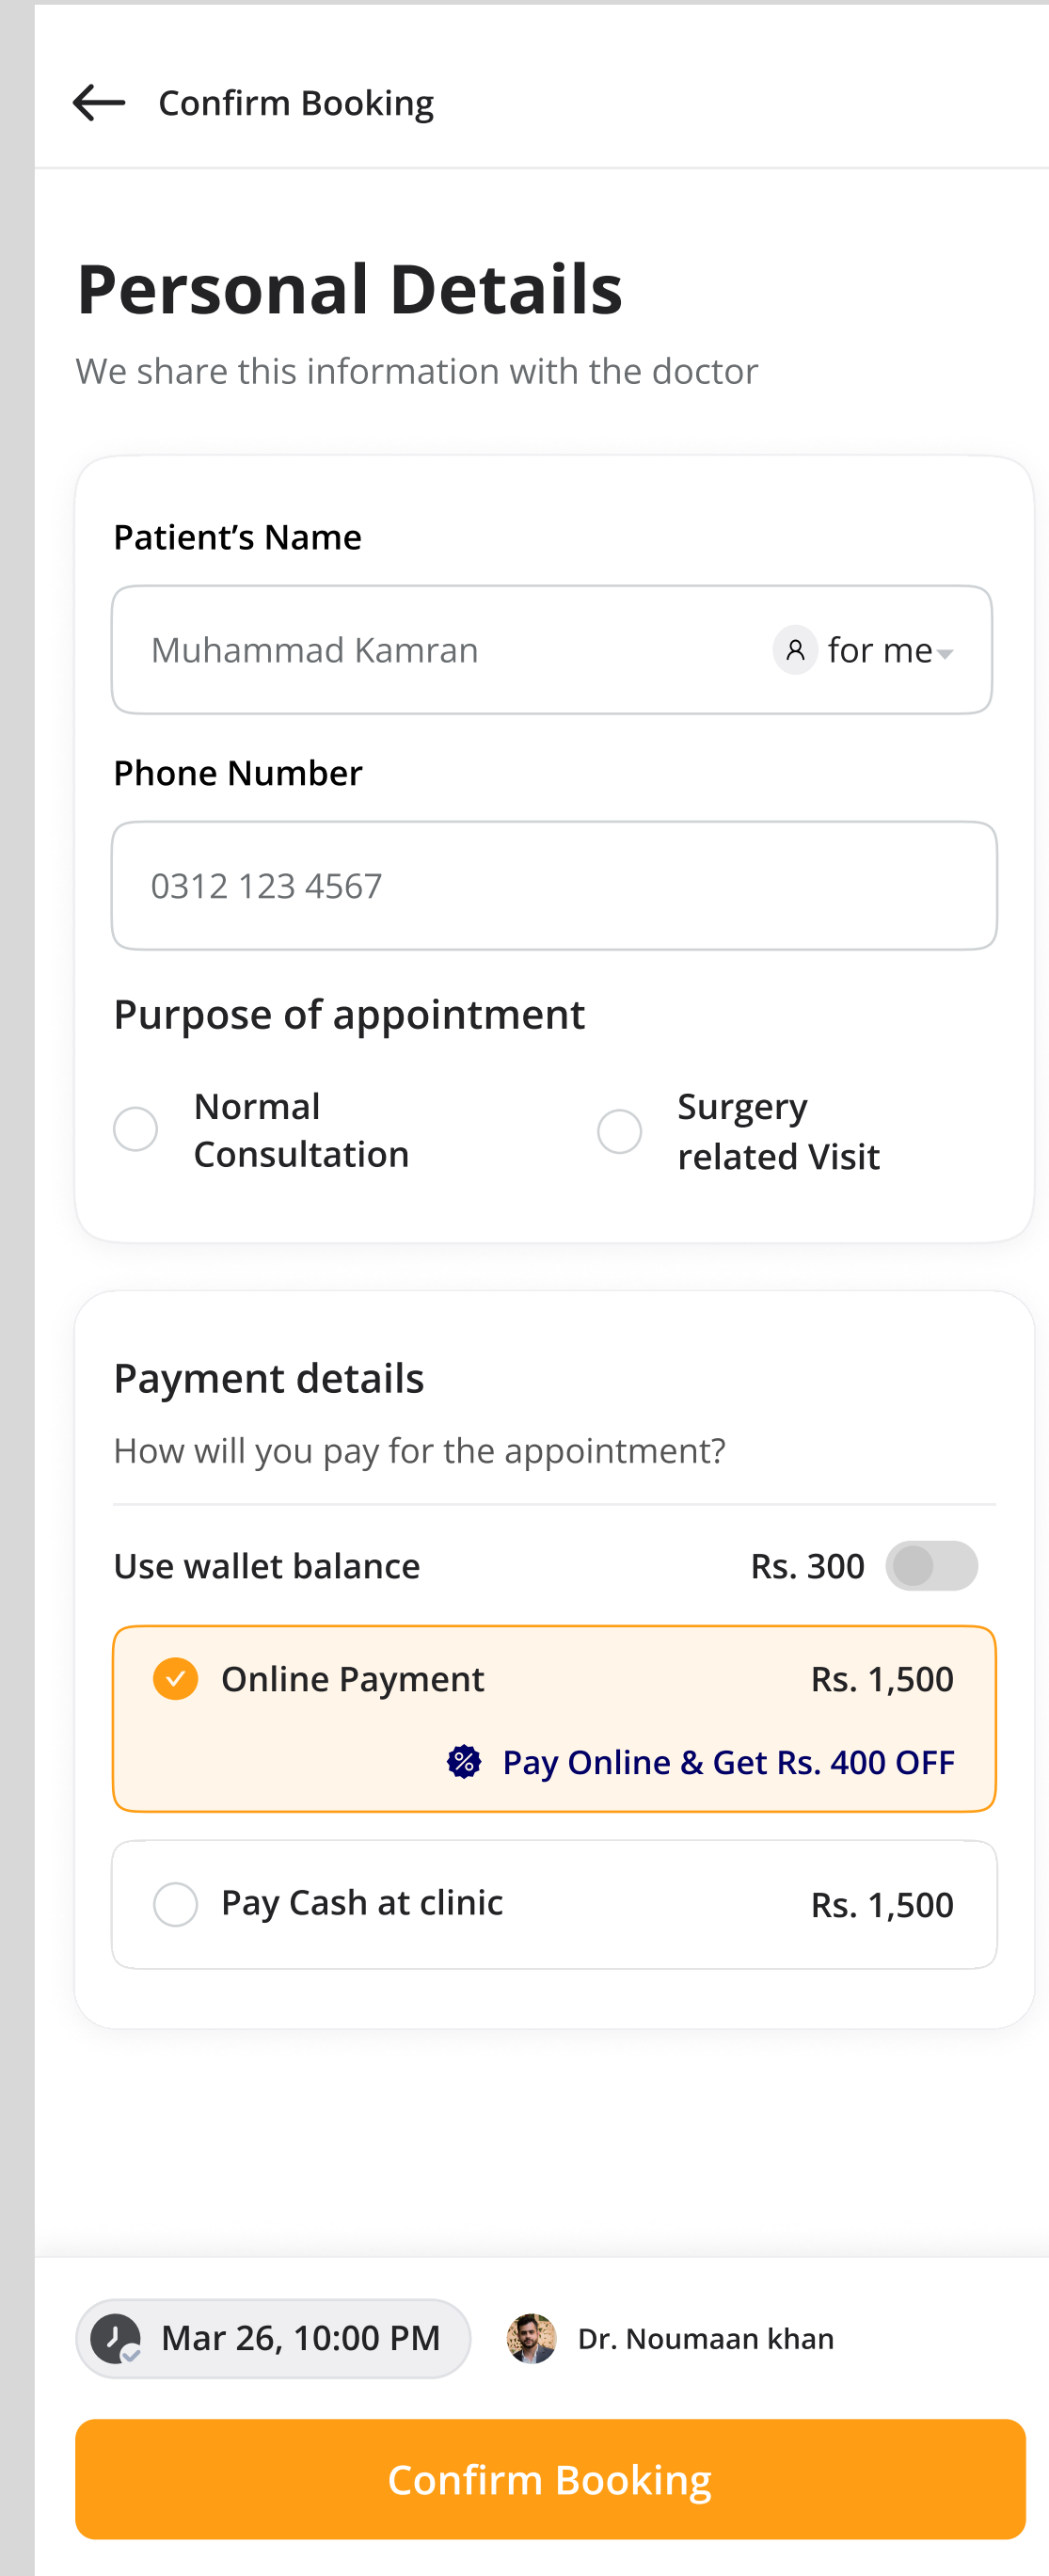 Confirm Booking
Personal Details
We share this information with the doctor
Patient’s Name
Muhammad Kamran for me
Phone Number
0312 123 4567
Purpose of appointment
Normal
Consultation
Surgery
related Visit
Payment details
How will you pay for the appointment?
Use wallet balance Rs. 300
Online Payment Rs. 1,500
% Pay Online & Get Rs. 400 OFF
Pay Cash at clinic Rs. 1,500
Mar 26, 10:00 PM Dr. Noumaan khan
Confirm Booking